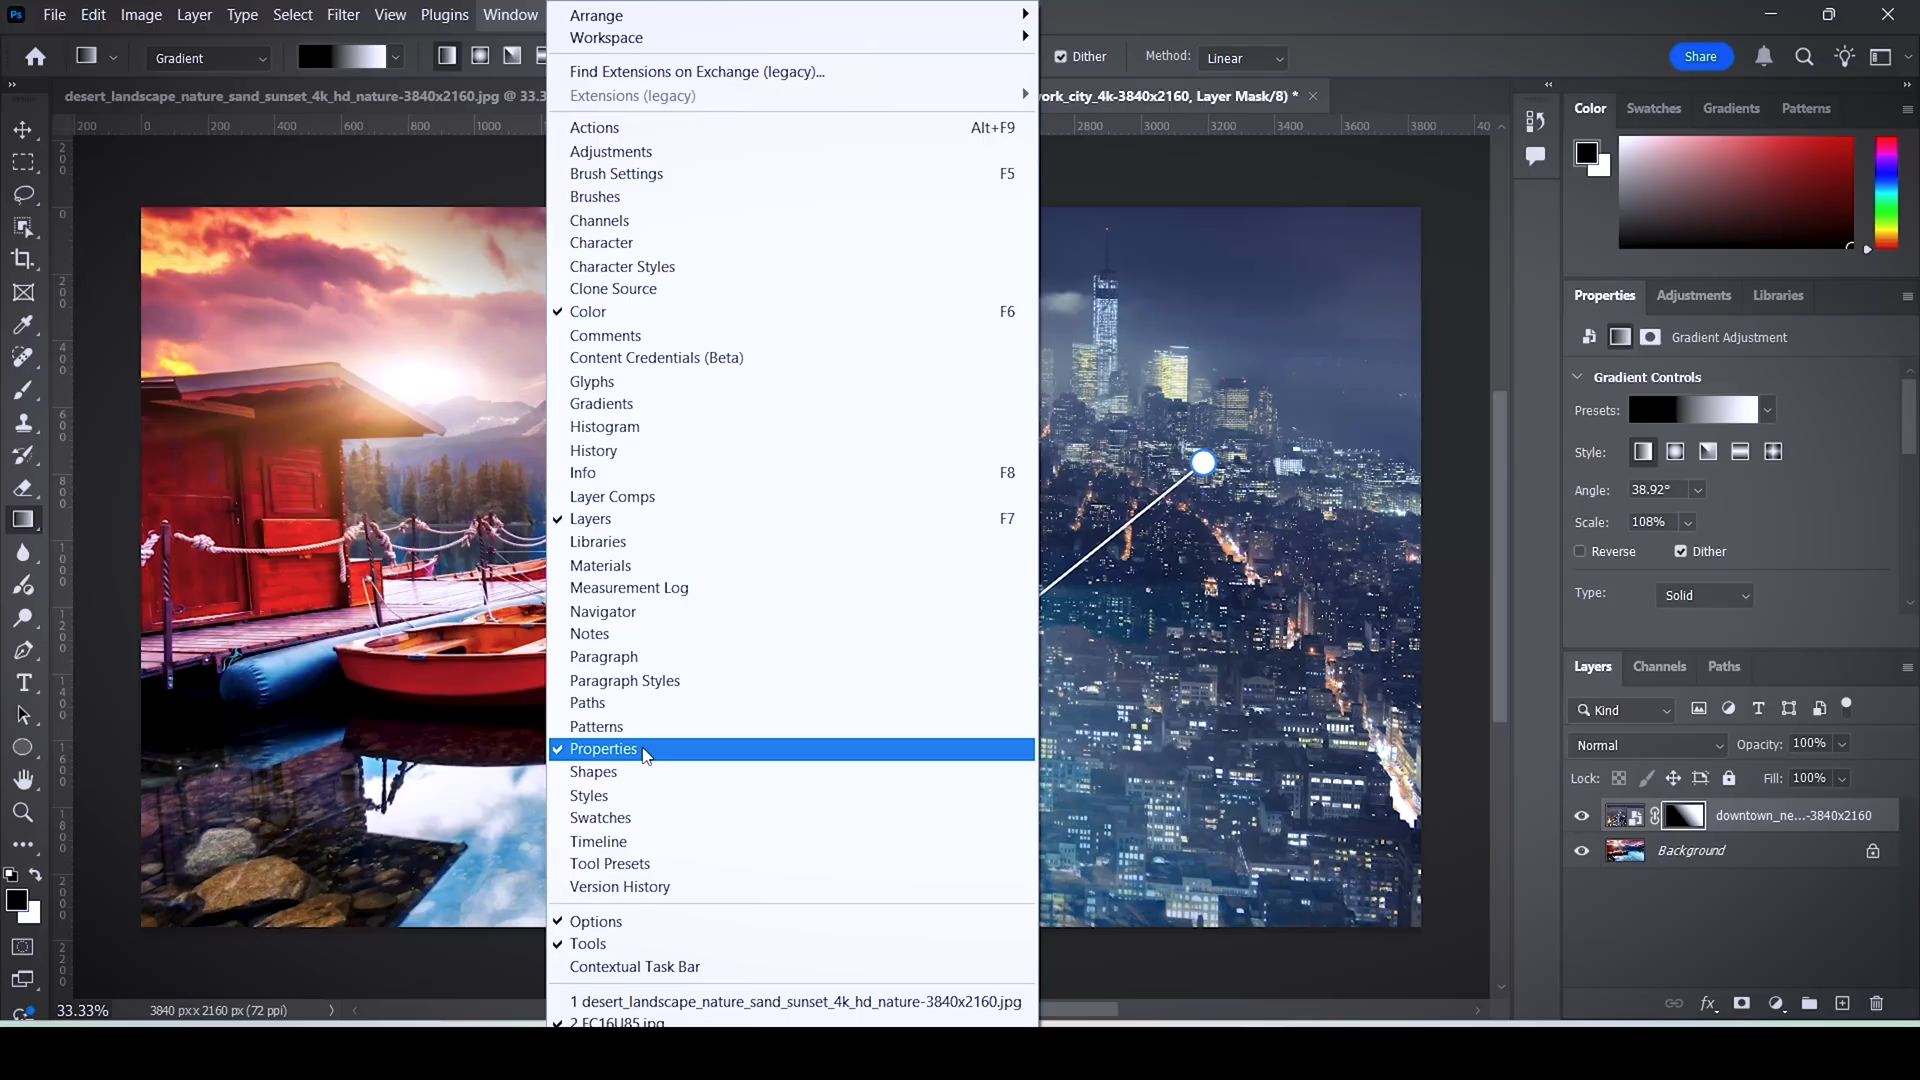 Ps File Edit Image Layer Type Select Filter View Plugins Window
Gradient
Dither Method: Linear
Share
desert_landscape_nature_sand_sunset_4k_hd_nature-3840x2160.jpg @ 33.3
ork_city_4k-3840x2160, Layer Mask/8) *
200 0 200 400 600 800 1000
2800 3000 3200 3400 3600 3800 40
Arrange
Workspace
Find Extensions on Exchange (legacy)...
Extensions (legacy)
Actions Alt+F9
Adjustments
Brush Settings F5
Brushes
Channels
Character
Character Styles
Clone Source
Color F6
Comments
Content Credentials (Beta)
Glyphs
Gradients
Histogram
History
Info F8
Layer Comps
Layers F7
Libraries
Materials
Measurement Log
Navigator
Notes
Paragraph
Paragraph Styles
Paths
Patterns
Properties
Shapes
Styles
Swatches
Timeline
Tool Presets
Version History
Options
Tools
Contextual Task Bar
1 desert_landscape_nature_sand_sunset_4k_hd_nature-3840x2160.jpg
2 EC16U85.jpg
Color Swatches Gradients Patterns
Properties Adjustments Libraries
Gradient Adjustment
Gradient Controls
Presets:
Style:
Angle: 38.92°
Scale: 108%
Reverse Dither
Type: Solid
Layers Channels Paths
Kind
Normal Opacity: 100%
Lock: Fill: 100%
downtown_ne...-3840x2160
Background
33.33% 3840 px x 2160 px (72 ppi)